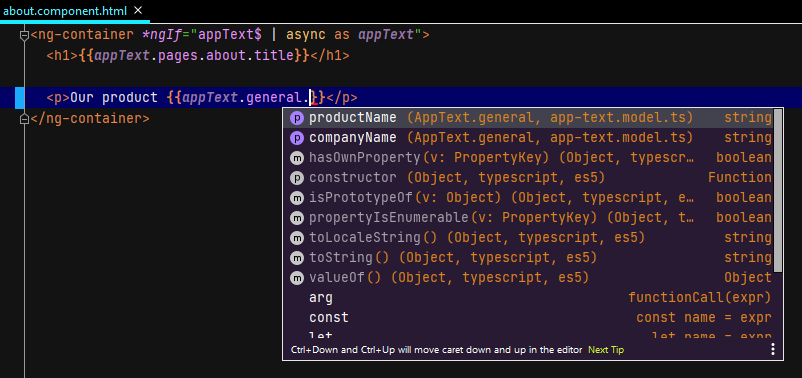 about.component.html ×
<ng-container *ngIf="appText$ | async as appText">
<h1>{{appText.pages.about.title}}</h1>
<p>Our product {{appText.general.}}</p>
</ng-container>
productName (AppText.general, app-text.model.ts) string
companyName (AppText.general, app-text.model.ts) string
hasOwnProperty(v: PropertyKey) (Object, typescr… boolean
constructor (Object, typescript, es5) Function
isPrototypeOf(v: Object) (Object, typescript, e… boolean
propertyIsEnumerable(v: PropertyKey) (Object, t… boolean
toLocaleString() (Object, typescript, es5) string
toString() (Object, typescript, es5) string
valueOf() (Object, typescript, es5) Object
arg functionCall(expr)
const const name = expr
let let name = expr
Ctrl+Down and Ctrl+Up will move caret down and up in the editor Next Tip